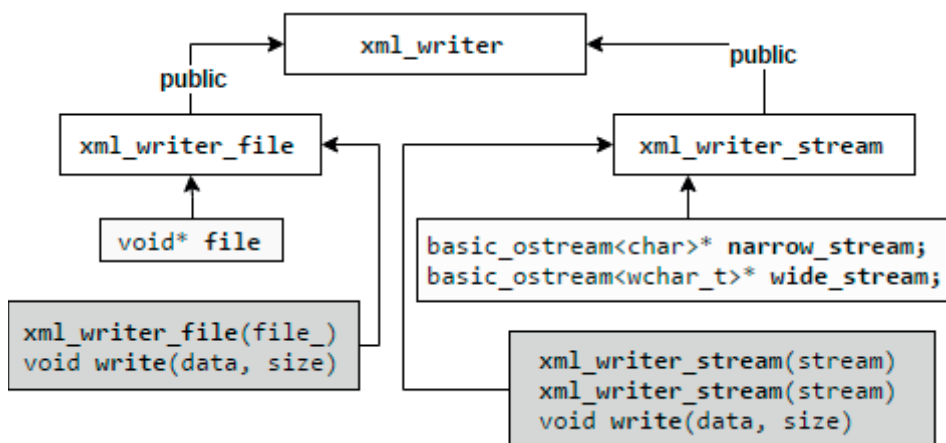 xml_writer
public
public
xml_writer_file
xml_writer_stream
void* file
basic_ostream<char>* narrow_stream;
basic_ostream<wchar_t>* wide_stream;
xml_writer_file(file_)
void write(data, size)
xml_writer_stream(stream)
xml_writer_stream(stream)
void write(data, size)